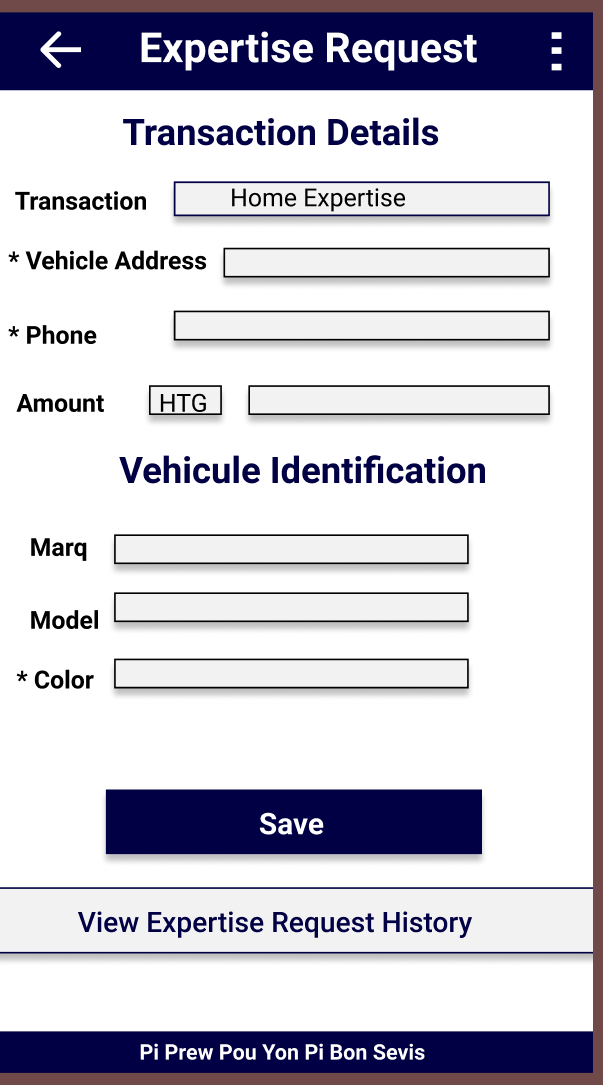 Expertise Request
Transaction Details
Transaction Home Expertise
* Vehicle Address
* Phone
Amount HTG
Vehicule Identification
Marq
Model
* Color
Save
View Expertise Request History
Pi Prew Pou Yon Pi Bon Sevis